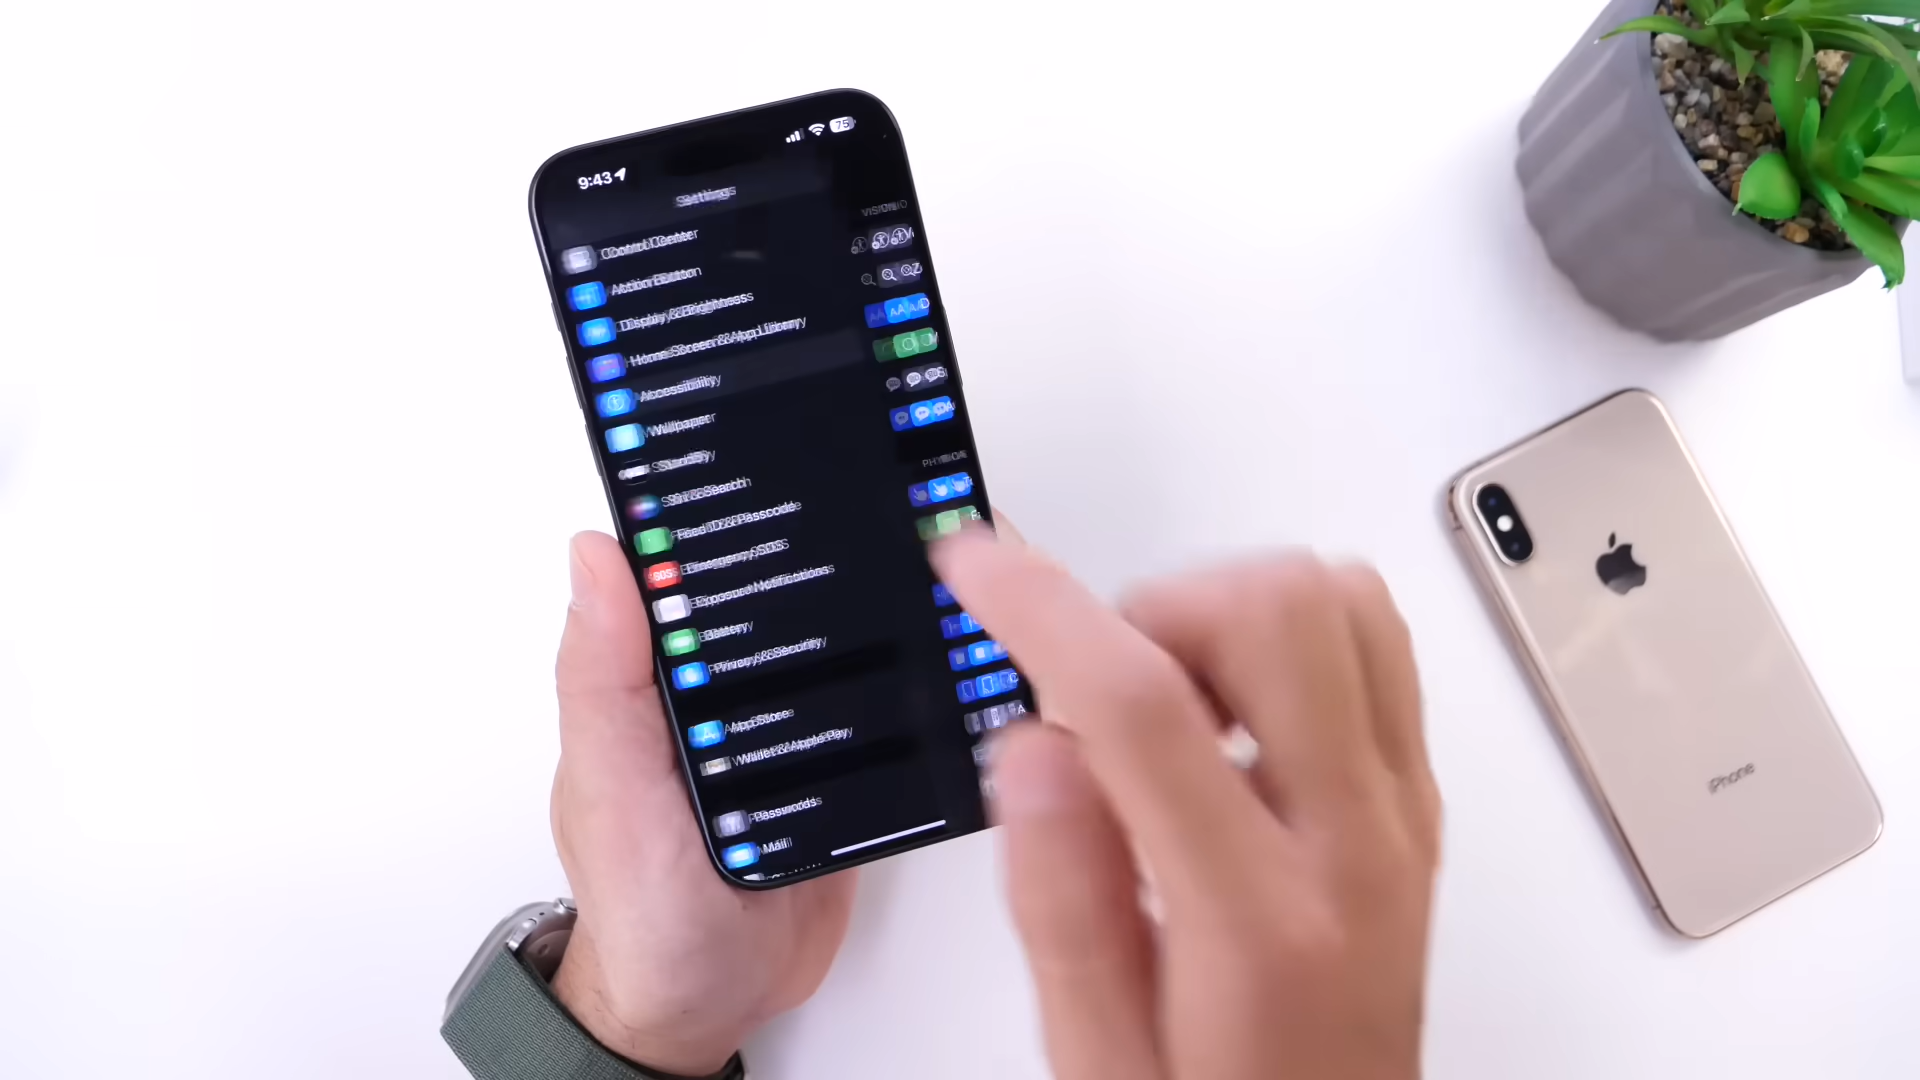 9:43
75
Settings
VISION
Control Center
Action Button
Display & Brightness
Home Screen & App Library
Accessibility
Wallpaper
StandBy
Siri & Search
Face ID & Passcode
SOS Emergency SOS
Exposure Notifications
Battery
Privacy & Security
App Store
Wallet & Apple Pay
Passwords
Mail
iPhone